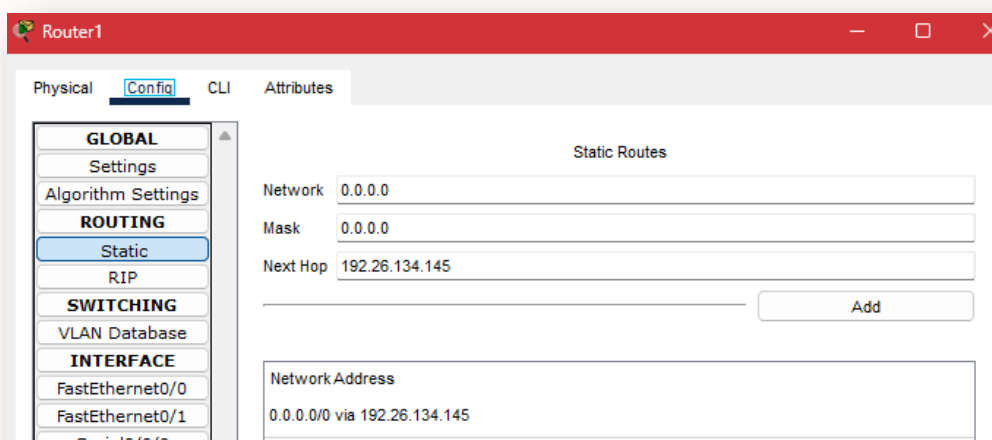 Router1
Physical Config CLI Attributes
GLOBAL
Settings
Algorithm Settings
ROUTING
Static
RIP
SWITCHING
VLAN Database
INTERFACE
FastEthernet0/0
FastEthernet0/1
Static Routes
Network 0.0.0.0
Mask 0.0.0.0
Next Hop 192.26.134.145
Add
Network Address
0.0.0.0/0 via 192.26.134.145